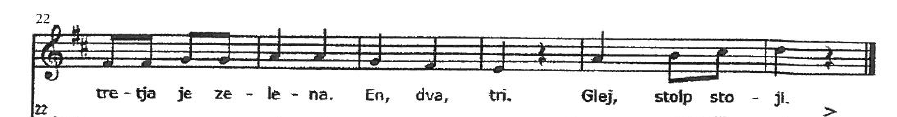 22
tre - tja je ze - le - na. En, dva, tri. Glej, stolp sto - ji.
22